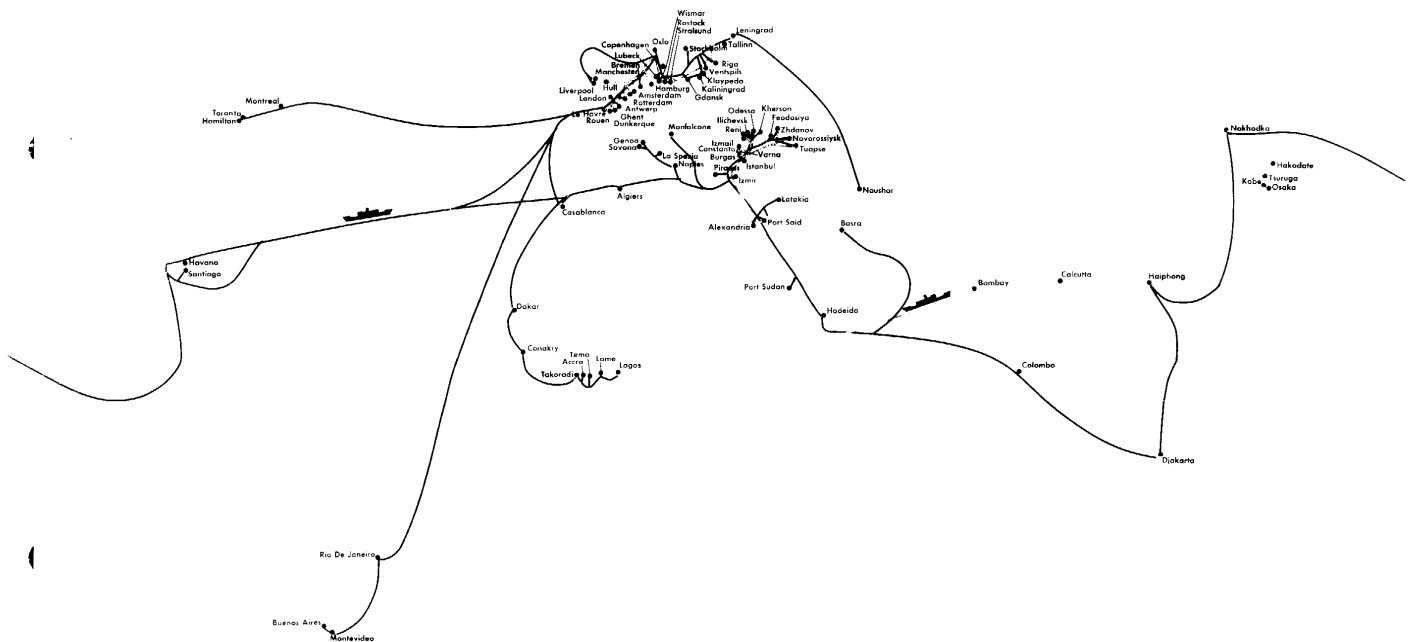 Wismar
Rostock
Stralsund
Leningrad
Copenhagen
Oslo
Stockholm
Tallinn
Lubeck
Bremen
Manchester
Riga
Ventspils
Klaypeda
Kaliningrad
Gdansk
Liverpool
Hull
London
Hamburg
Amsterdam
Rotterdam
Antwerp
Ghent
Dunkerque
Havre
Rouen
Montreal
Toronto
Hamilton
Monfalcone
Genoa
Savona
La Spezia
Naples
Odessa
Kherson
Feodosiya
Ilichevsk
Reni
Zhdanov
Novorossiysk
Tuapse
Izmail
Constanta
Burgas
Varna
Istanbul
Piraeus
Izmir
Nakhodka
Hakodate
Tsuruga
Kobe
Osaka
Naushar
Casablanca
Algiers
Latakia
Port Said
Alexandria
Basra
Havana
Santiago
Port Sudan
Hodeida
Bombay
Calcutta
Haiphong
Dakar
Conakry
Tema
Accra
Lome
Lagos
Takoradi
Colombo
Djakarta
Rio De Janeiro
Buenos Aires
Montevideo